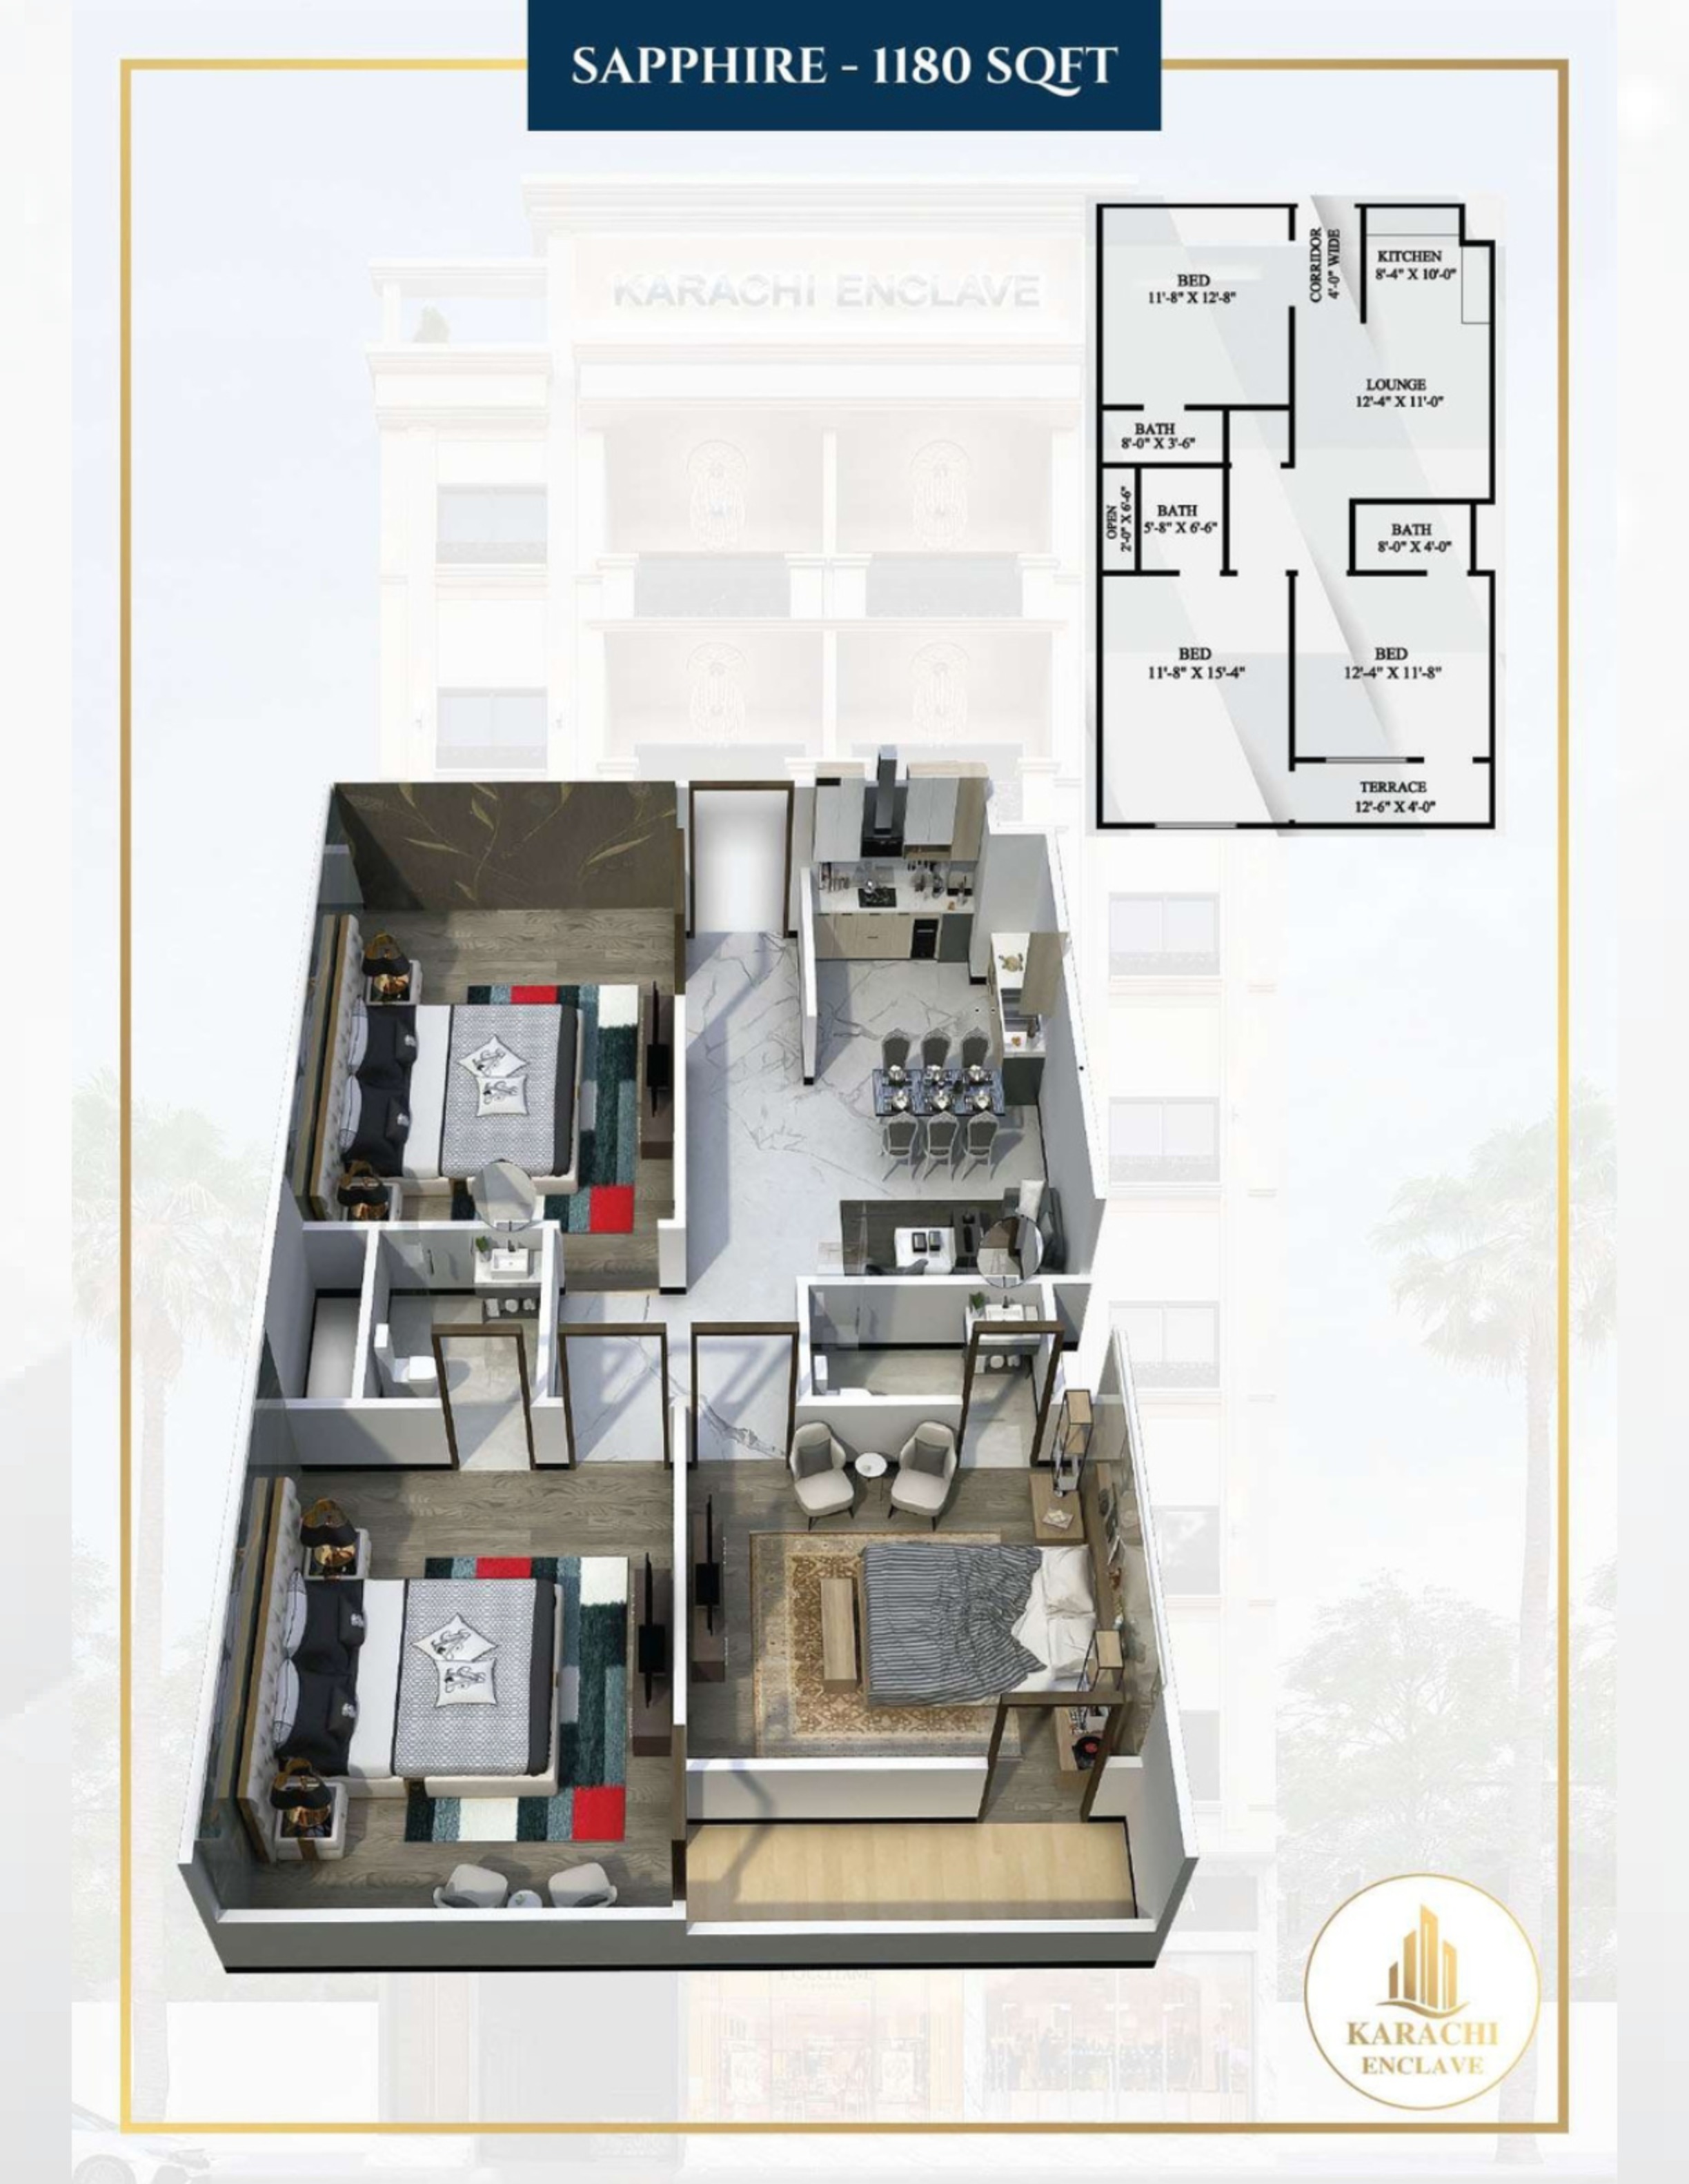 SAPPHIRE - 1180 SQFT
KARACHI ENCLAVE
BED
11'-8" X 12'-8"
CORRIDOR
4'-0" WIDE
KITCHEN
8'-4" X 10'-0"
LOUNGE
12'-4" X 11'-0"
BATH
8'-0" X 3'-6"
OPEN
2'-0" X 6'-6"
BATH
5'-8" X 6'-6"
BATH
8'-0" X 4'-0"
BED
11'-8" X 15'-4"
BED
12'-4" X 11'-8"
TERRACE
12'-6" X 4'-0"
L'OCCITANE
KARACHI
ENCLAVE